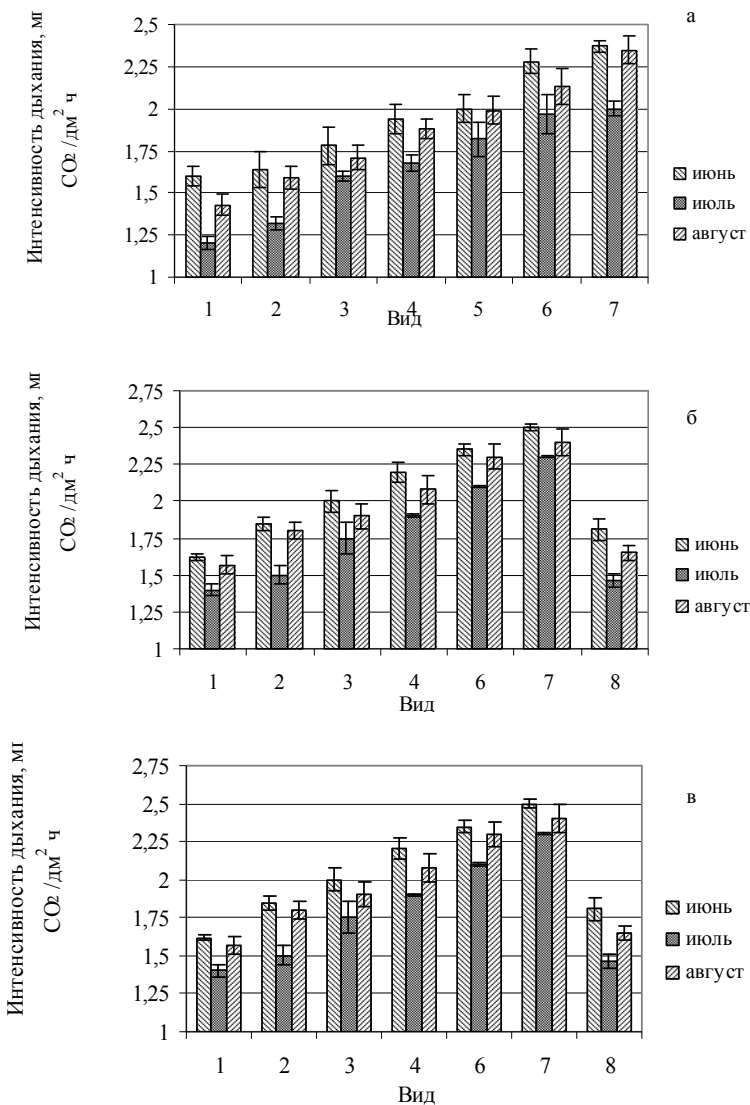 а
Интенсивность дыхания, мг
CO2 /дм2 ч
2,5
2,25
2
1,75
1,5
1,25
1
1 2 3 4 5 6 7
Вид
июнь
июль
август
б
Интенсивность дыхания, мг
CO2 /дм2 ч
2,75
2,5
2,25
2
1,75
1,5
1,25
1
1 2 3 4 6 7 8
Вид
июнь
июль
август
в
Интенсивность дыхания, мг
CO2 /дм2 ч
2,75
2,5
2,25
2
1,75
1,5
1,25
1
1 2 3 4 6 7 8
Вид
июнь
июль
август